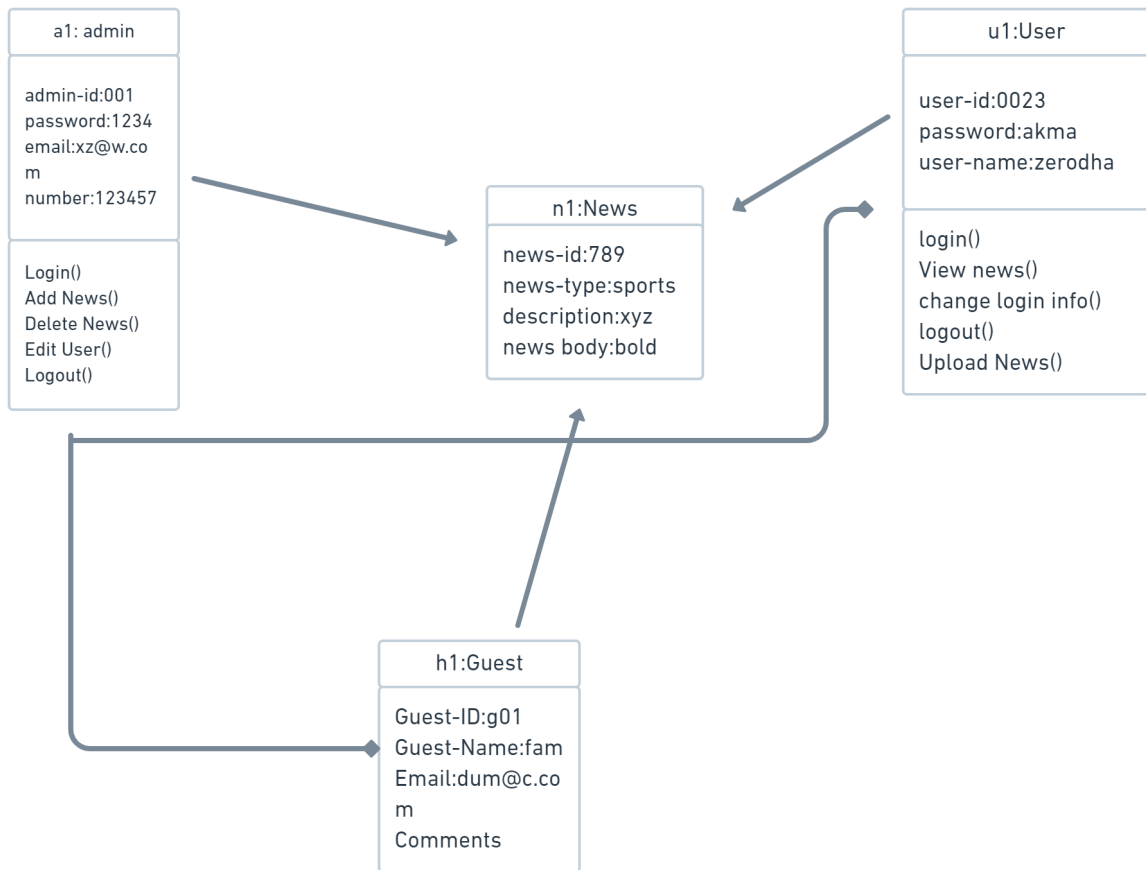 a1: admin
admin-id:001
password:1234
email:xz@w.co
m
number:123457
Login()
Add News()
Delete News()
Edit User()
Logout()
n1:News
news-id:789
news-type:sports
description:xyz
news body:bold
u1:User
user-id:0023
password:akma
user-name:zerodha
login()
View news()
change login info()
logout()
Upload News()
h1:Guest
Guest-ID:g01
Guest-Name:fam
Email:dum@c.co
m
Comments